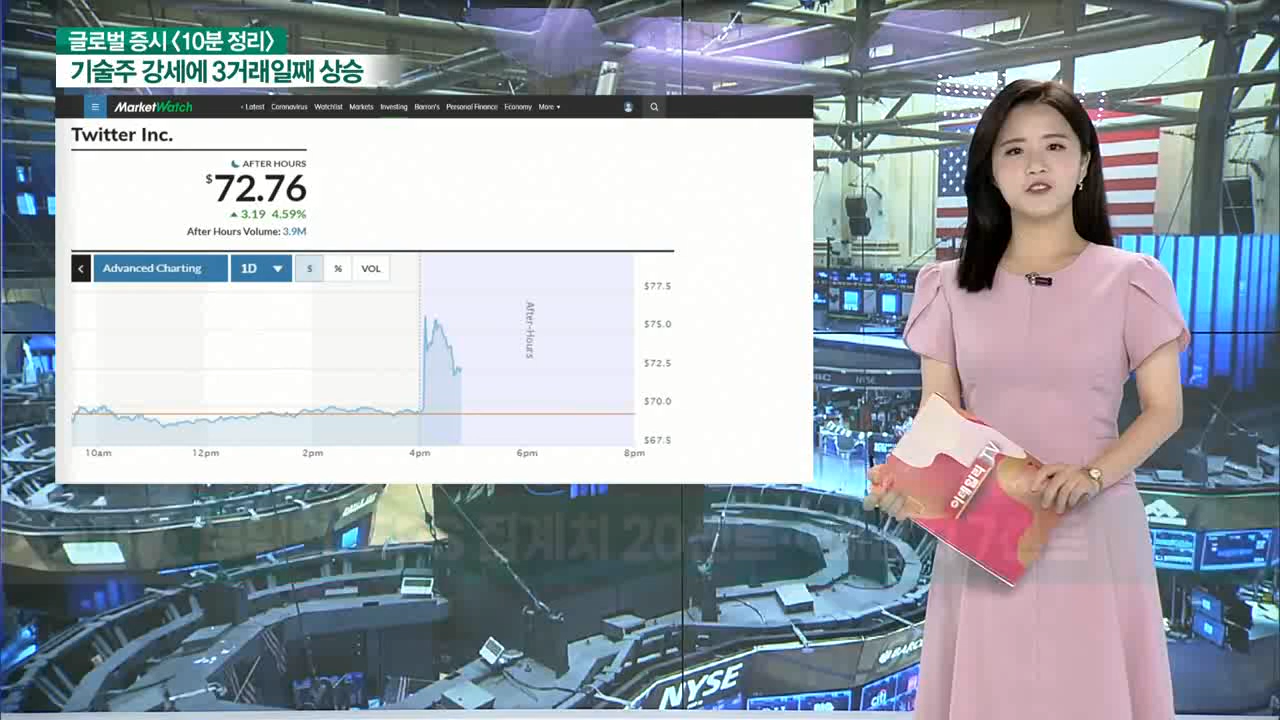 글로벌 증시 <10분 정리>
기술주 강세에 3거래일째 상승
MarketWatch
‹ Latest Coronavirus Watchlist Markets Investing Barron's Personal Finance Economy More ▾
Twitter Inc.
AFTER HOURS
$72.76
▲ 3.19 4.59%
After Hours Volume: 3.9M
Advanced Charting 1D ▼ $ % VOL
After-Hours
$77.5
$75.0
$72.5
$70.0
$67.5
10am 12pm 2pm 4pm 6pm 8pm
이데일리 TV
NYSE
NYSE
citi